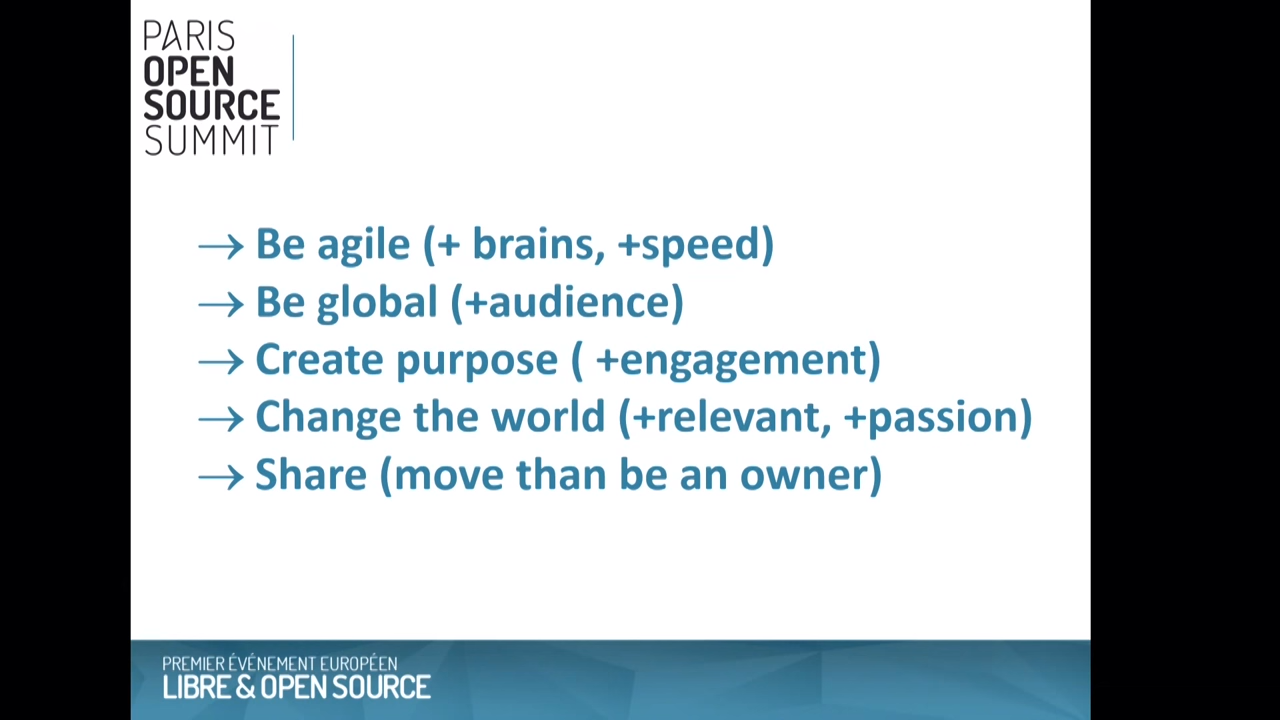 PARIS
OPEN
SOURCE
SUMMIT
→ Be agile (+ brains, +speed)
→ Be global (+audience)
→ Create purpose ( +engagement)
→ Change the world (+relevant, +passion)
→ Share (move than be an owner)
PREMIER ÉVÉNEMENT EUROPÉEN
LIBRE & OPEN SOURCE